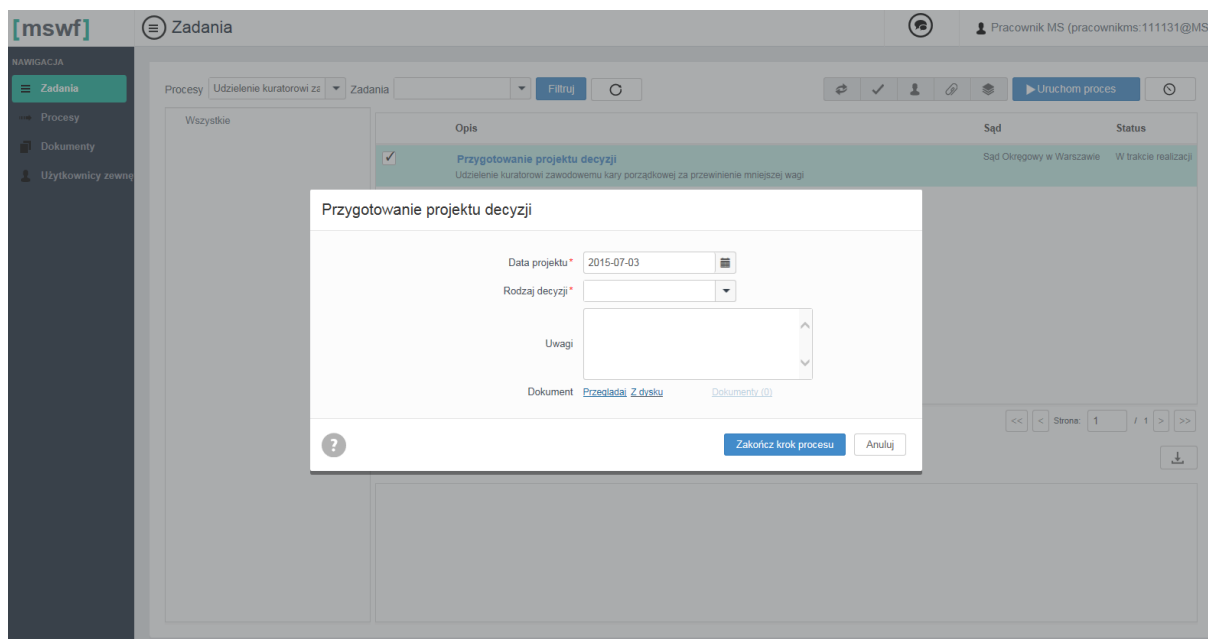 [mswf]
Zadania
Pracownik MS (pracownikms:111131@MS
NAWIGACJA
Zadania
Procesy
Dokumenty
Użytkownicy zewnę
Procesy Udzielenie kuratorowi za Zadania Filtruj Uruchom proces
Wszystkie
Opis Sąd Status
Przygotowanie projektu decyzji Sąd Okręgowy w Warszawie W trakcie realizacji
Udzielenie kuratorowi zawodowemu kary porządkowej za przewinienie mniejszej wagi
Przygotowanie projektu decyzji
Data projektu* 2015-07-03
Rodzaj decyzji*
Uwagi
Dokument Przeglądaj Z dysku Dokumenty (0)
<< < Strona: 1 / 1 > >>
? Zakończ krok procesu Anuluj